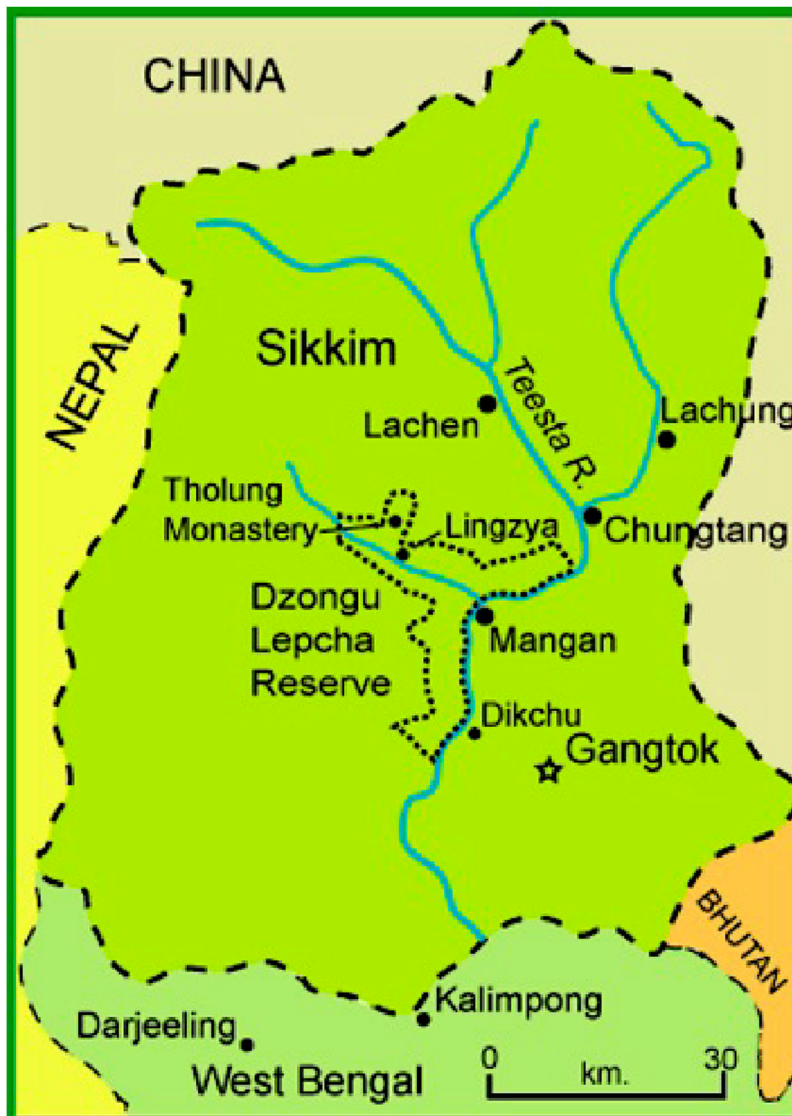 CHINA
NEPAL
Sikkim
Teesta R.
Lachen
Lachung
Tholung
Monastery
Lingzya
Chungtang
Dzongu
Lepcha
Reserve
Mangan
Dikchu
Gangtok
BHUTAN
Kalimpong
Darjeeling
West Bengal
0 30
km.